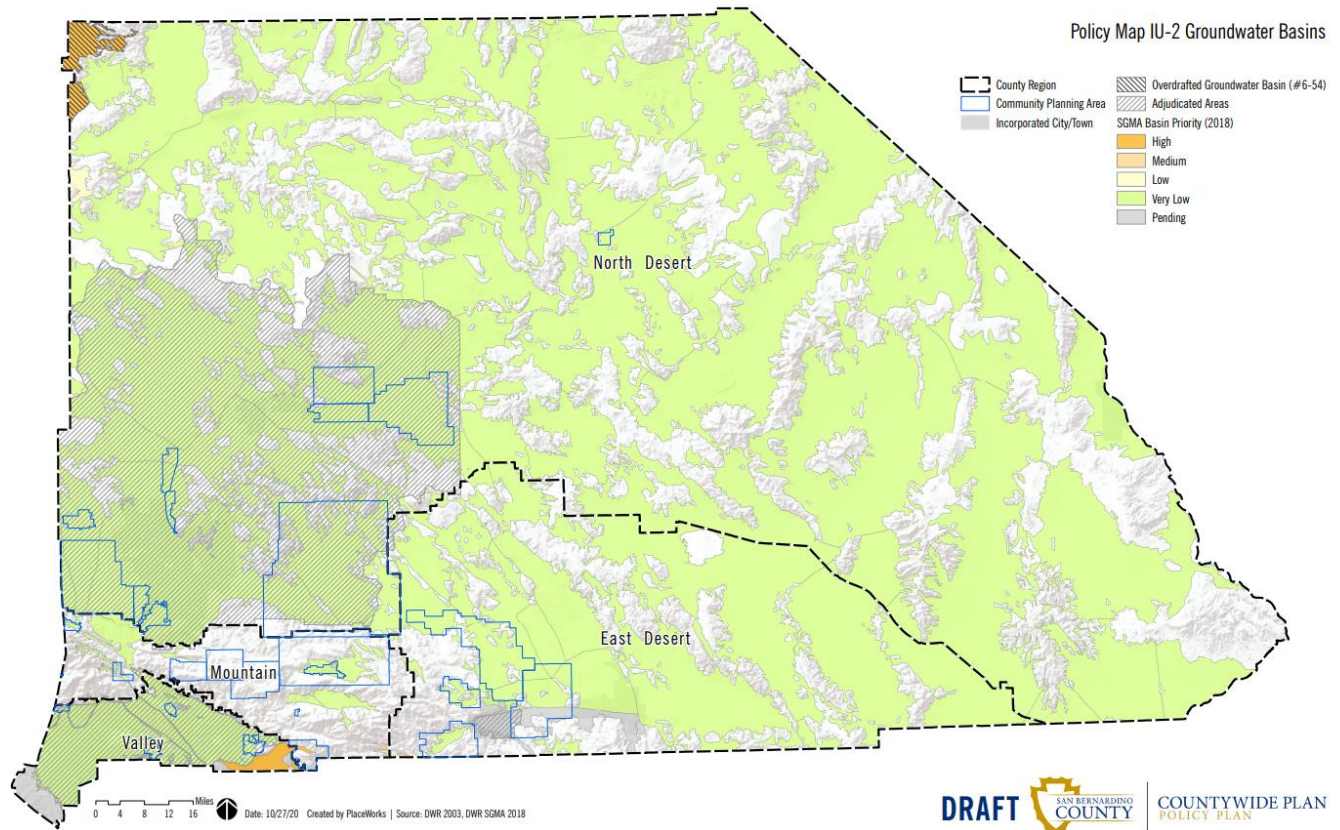 Policy Map IU-2 Groundwater Basins
County Region
Community Planning Area
Incorporated City/Town
Overdrafted Groundwater Basin (#6-54)
Adjudicated Areas
SGMA Basin Priority (2018)
High
Medium
Low
Very Low
Pending
North Desert
East Desert
Mountain
Valley
Miles
0 4 8 12 16
Date: 10/27/20 Created by PlaceWorks | Source: DWR 2003, DWR SGMA 2018
DRAFT
SAN BERNARDINO
COUNTY
COUNTYWIDE PLAN
POLICY PLAN